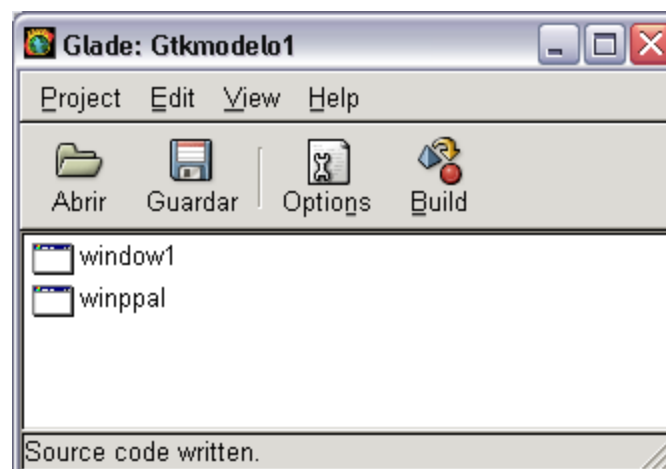 Glade: Gtkmodelo1
Project Edit View Help
Abrir Guardar Options Build
window1
winppal
Source code written.